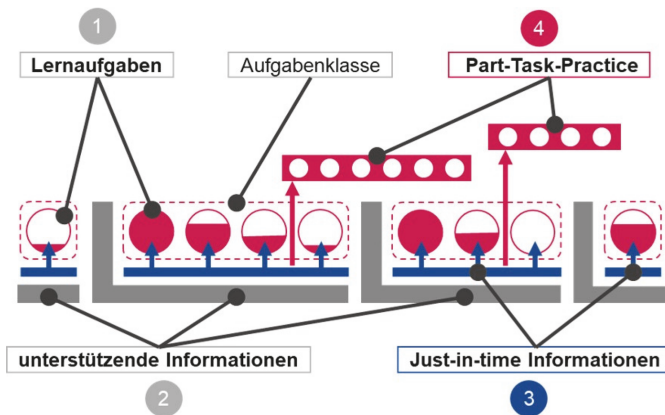 1
4
Lernaufgaben
Aufgabenklasse
Part-Task-Practice
unterstützende Informationen
Just-in-time Informationen
2
3